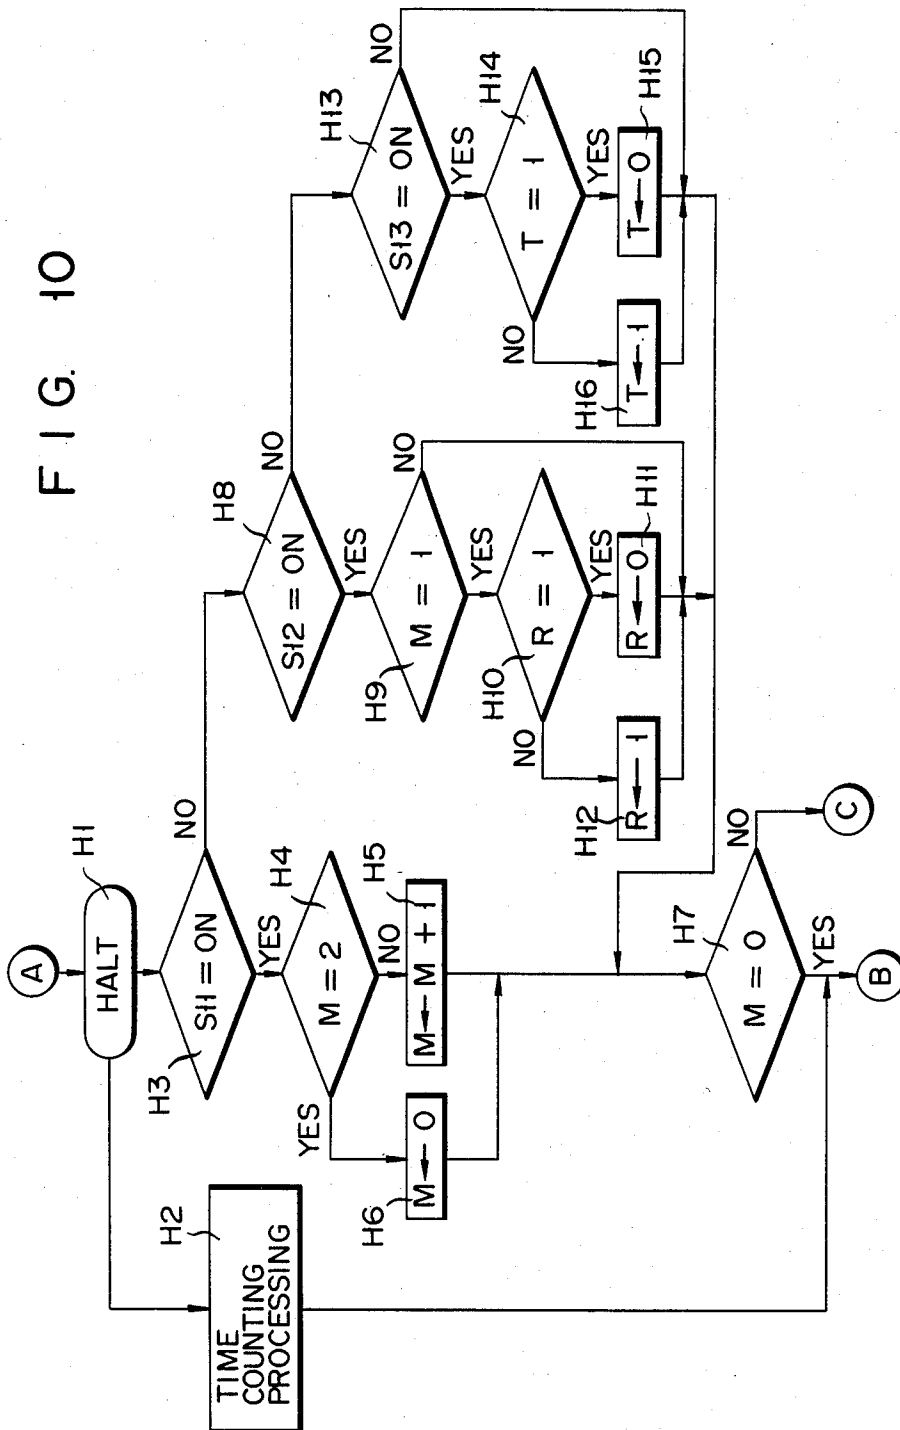 FIG. 10
A
HALT
H1
TIME
COUNTING
PROCESSING
H2
S11 = ON
H3
NO
YES
M = 2
H4
YES
NO
M ← M + 1
H5
M ← 0
H6
M = 0
H7
NO
YES
C
B
S12 = ON
H8
NO
YES
M = 1
H9
NO
YES
R = 1
H10
NO
YES
R ← 0
H11
R ← 1
H12
S13 = ON
H13
NO
YES
T = 1
H14
NO
YES
T ← 0
H15
T ← 1
H16